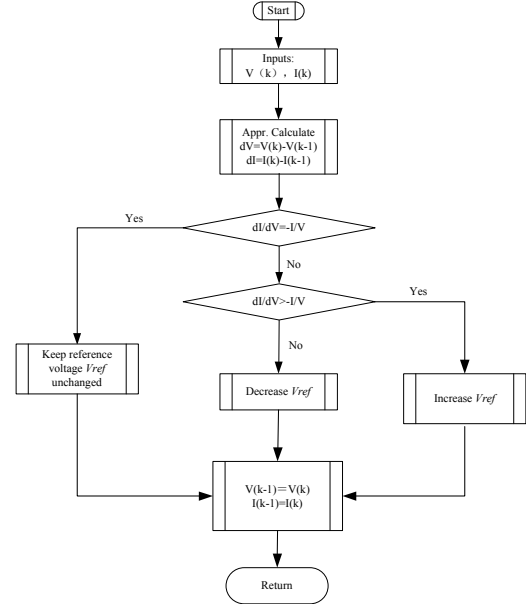 Start
Inputs:
V（k）, I(k)
Appr. Calculate
dV=V(k)-V(k-1)
dI=I(k)-I(k-1)
Yes
dI/dV=-I/V
No
dI/dV>-I/V
Yes
No
Keep reference
voltage Vref
unchanged
Decrease Vref
Increase Vref
V(k-1)＝V(k)
I(k-1)=I(k)
Return